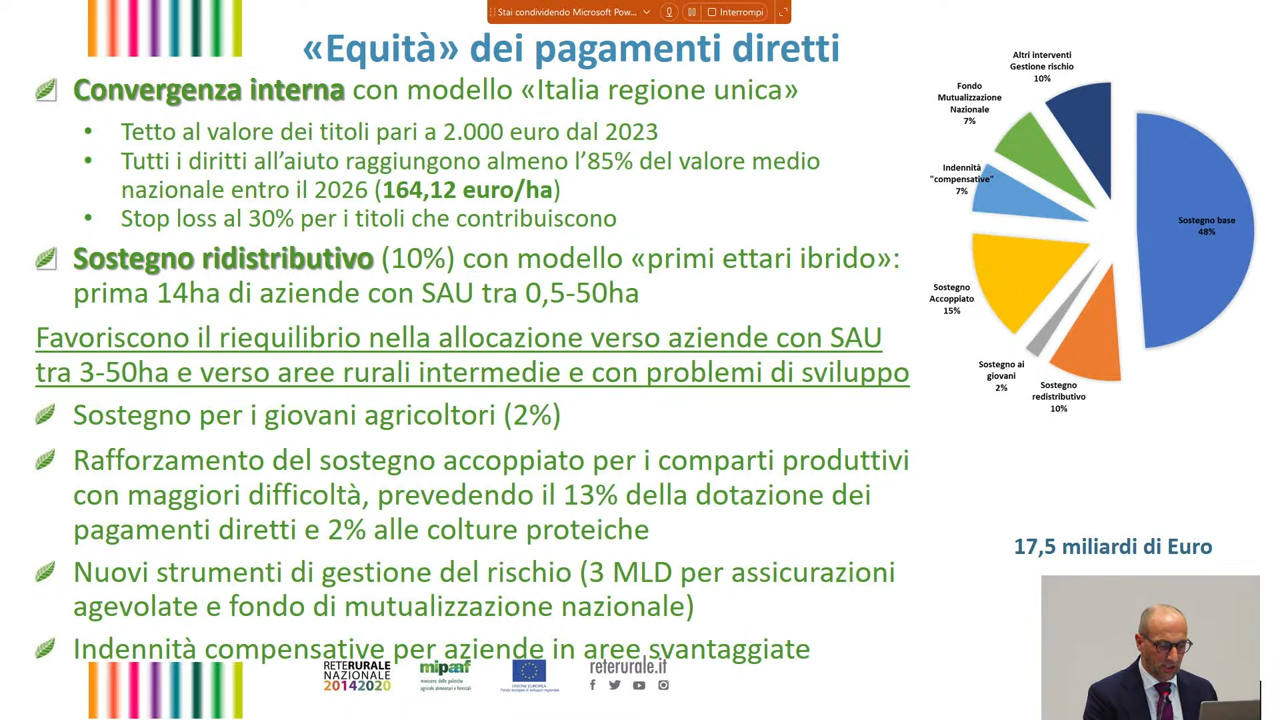 Stai condividendo Microsoft Pow...
Interrompi
«Equità» dei pagamenti diretti
Convergenza interna con modello «Italia regione unica»
• Tetto al valore dei titoli pari a 2.000 euro dal 2023
• Tutti i diritti all'aiuto raggiungono almeno l'85% del valore medio
nazionale entro il 2026 (164,12 euro/ha)
• Stop loss al 30% per i titoli che contribuiscono
Sostegno ridistributivo (10%) con modello «primi ettari ibrido»:
prima 14ha di aziende con SAU tra 0,5-50ha
Favoriscono il riequilibrio nella allocazione verso aziende con SAU
tra 3-50ha e verso aree rurali intermedie e con problemi di sviluppo
Sostegno per i giovani agricoltori (2%)
Rafforzamento del sostegno accoppiato per i comparti produttivi
con maggiori difficoltà, prevedendo il 13% della dotazione dei
pagamenti diretti e 2% alle colture proteiche
Nuovi strumenti di gestione del rischio (3 MLD per assicurazioni
agevolate e fondo di mutualizzazione nazionale)
Indennità compensative per aziende in aree svantaggiate
Altri interventi
Gestione rischio
10%
Fondo
Mutualizzazione
Nazionale
7%
Indennità
"compensative"
7%
Sostegno base
48%
Sostegno
Accoppiato
15%
Sostegno ai
giovani
2%
Sostegno
redistributivo
10%
17,5 miliardi di Euro
RETERURALE
NAZIONALE
20142020
mipaaf
ministero delle politiche
agricole alimentari e forestali
UNIONE EUROPEA
Fondo europeo di sviluppo regionale
reterurale.it